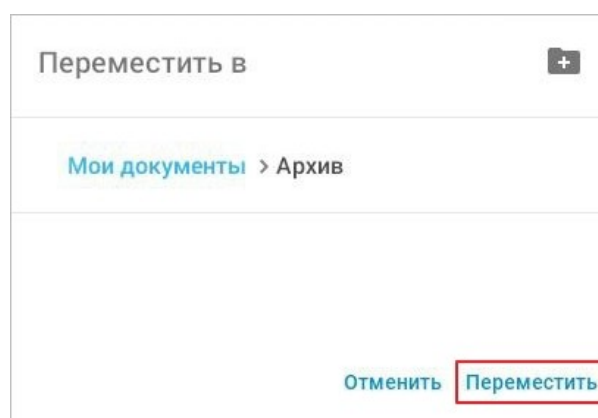 Переместить в
Мои документы > Архив
Отменить Переместить